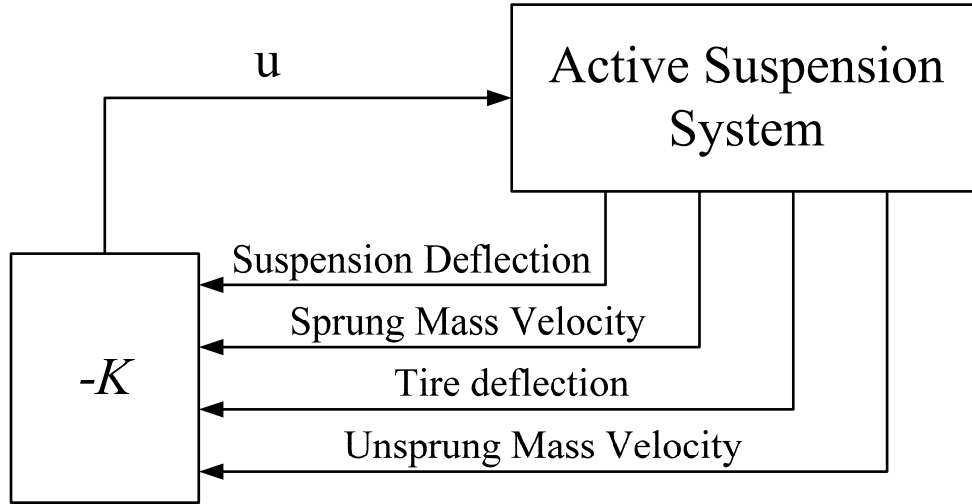 u
Active Suspension
System
Suspension Deflection
Sprung Mass Velocity
-K
Tire deflection
Unsprung Mass Velocity